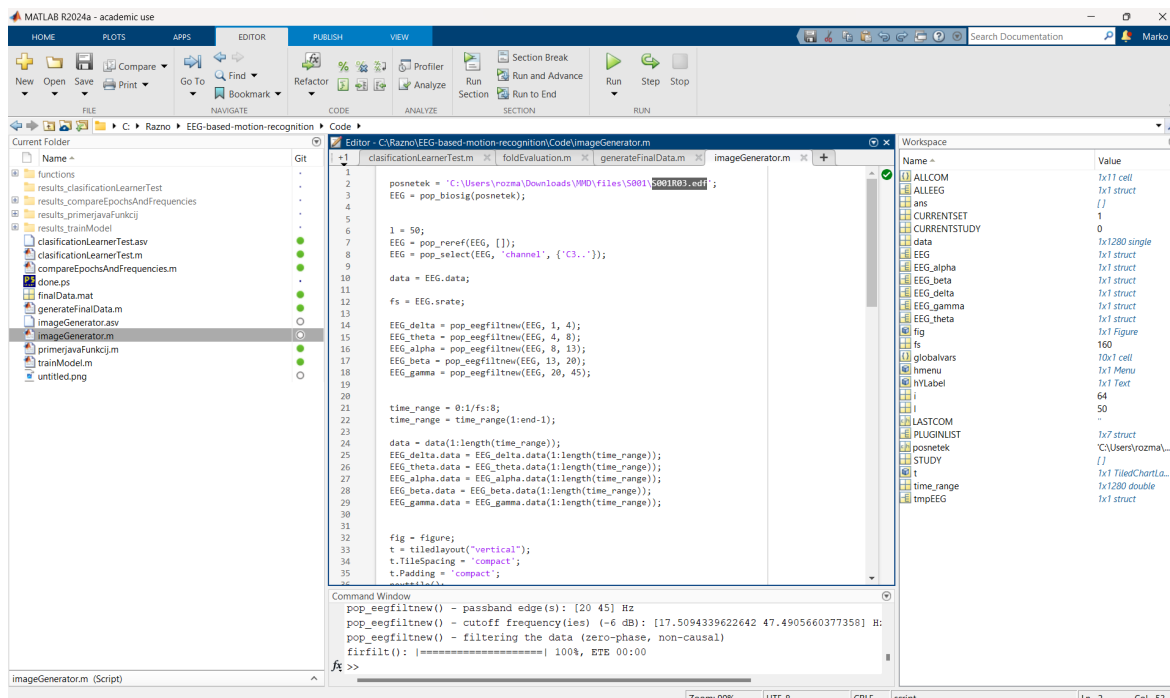 MATLAB R2024a - academic use
HOME PLOTS APPS EDITOR PUBLISH VIEW
Search Documentation
Marko
New Open Save
Compare
Print
Go To
Find
Bookmark
Refactor
Profiler
Analyze
Run Section
Section Break
Run and Advance
Run to End
Run Step Stop
FILE NAVIGATE CODE ANALYZE SECTION RUN
C: Razno EEG-based-motion-recognition Code
Current Folder
Name Git
functions
results_clasificationLearnerTest
results_compareEpochsAndFrequencies
results_primerjavaFunkcij
results_trainModel
clasificationLearnerTest.asv
clasificationLearnerTest.m
compareEpochsAndFrequencies.m
done.ps
finalData.mat
generateFinalData.m
imageGenerator.asv
imageGenerator.m
primerjavaFunkcij.m
trainModel.m
untitled.png
imageGenerator.m (Script)
Editor - C:\Razno\EEG-based-motion-recognition\Code\imageGenerator.m
+1 clasificationLearnerTest.m foldEvaluation.m generateFinalData.m imageGenerator.m
1
2 posnetek = 'C:\Users\rozma\Downloads\MMD\files\S001\S001R03.edf';
3 EEG = pop_biosig(posnetek);
4
5
6 l = 50;
7 EEG = pop_reref(EEG, []);
8 EEG = pop_select(EEG, 'channel', {'C3..'});
9
10 data = EEG.data;
11
12 fs = EEG.srate;
13
14 EEG_delta = pop_eegfiltnew(EEG, 1, 4);
15 EEG_theta = pop_eegfiltnew(EEG, 4, 8);
16 EEG_alpha = pop_eegfiltnew(EEG, 8, 13);
17 EEG_beta = pop_eegfiltnew(EEG, 13, 20);
18 EEG_gamma = pop_eegfiltnew(EEG, 20, 45);
19
20
21 time_range = 0:1/fs:8;
22 time_range = time_range(1:end-1);
23
24 data = data(1:length(time_range));
25 EEG_delta.data = EEG_delta.data(1:length(time_range));
26 EEG_theta.data = EEG_theta.data(1:length(time_range));
27 EEG_alpha.data = EEG_alpha.data(1:length(time_range));
28 EEG_beta.data = EEG_beta.data(1:length(time_range));
29 EEG_gamma.data = EEG_gamma.data(1:length(time_range));
30
31
32 fig = figure;
33 t = tiledlayout("vertical");
34 t.TileSpacing = 'compact';
35 t.Padding = 'compact';
Command Window
pop_eegfiltnew() - passband edge(s): [20 45] Hz
pop_eegfiltnew() - cutoff frequency(ies) (-6 dB): [17.5094339622642 47.4905660377358] Hz
pop_eegfiltnew() - filtering the data (zero-phase, non-causal)
firfilt(): |====================| 100%, ETE 00:00
fx >>
Workspace
Name Value
ALLCOM 1x11 cell
ALLEEG 1x1 struct
ans []
CURRENTSET 1
CURRENTSTUDY 0
data 1x1280 single
EEG 1x1 struct
EEG_alpha 1x1 struct
EEG_beta 1x1 struct
EEG_delta 1x1 struct
EEG_gamma 1x1 struct
EEG_theta 1x1 struct
fig 1x1 Figure
fs 160
globalvars 10x1 cell
hmenu 1x1 Menu
hYLabel 1x1 Text
i 64
l 50
LASTCOM ''
PLUGINLIST 1x7 struct
posnetek 'C:\Users\rozma\...
STUDY []
t 1x1 TiledChartLa...
time_range 1x1280 double
tmpEEG 1x1 struct